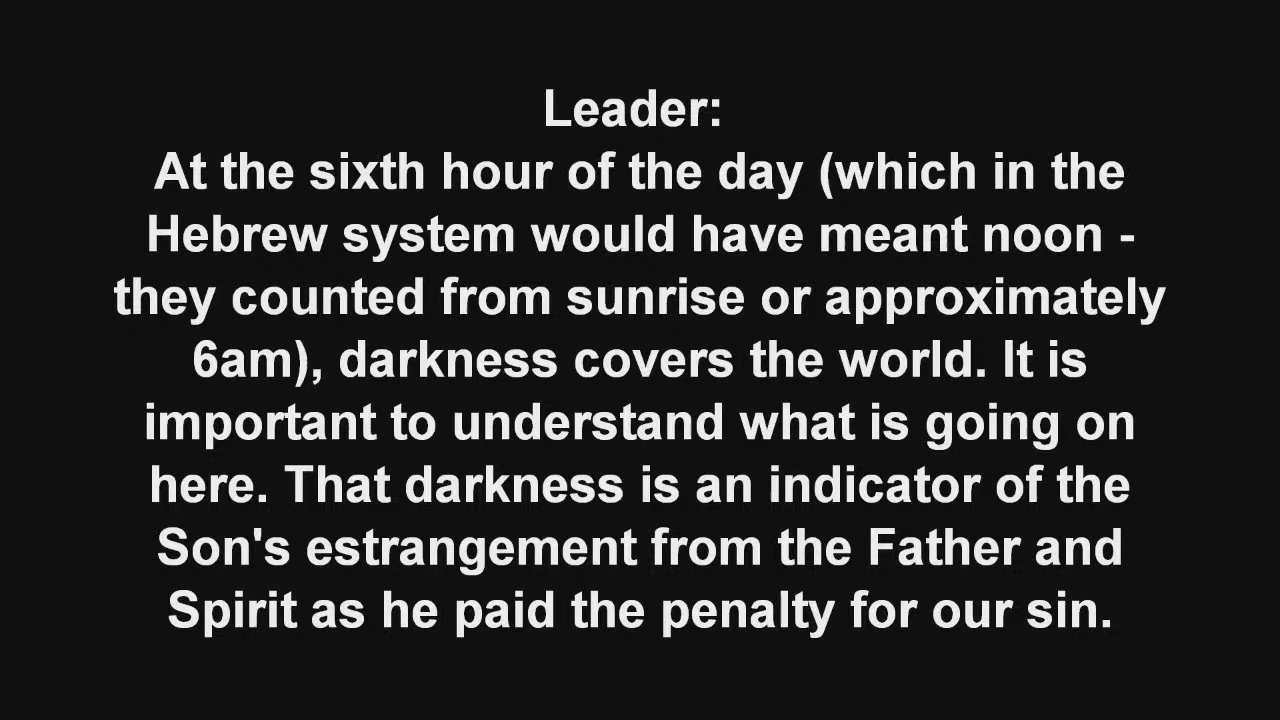 Leader:
At the sixth hour of the day (which in the
Hebrew system would have meant noon -
they counted from sunrise or approximately
6am), darkness covers the world. It is
important to understand what is going on
here. That darkness is an indicator of the
Son's estrangement from the Father and
Spirit as he paid the penalty for our sin.